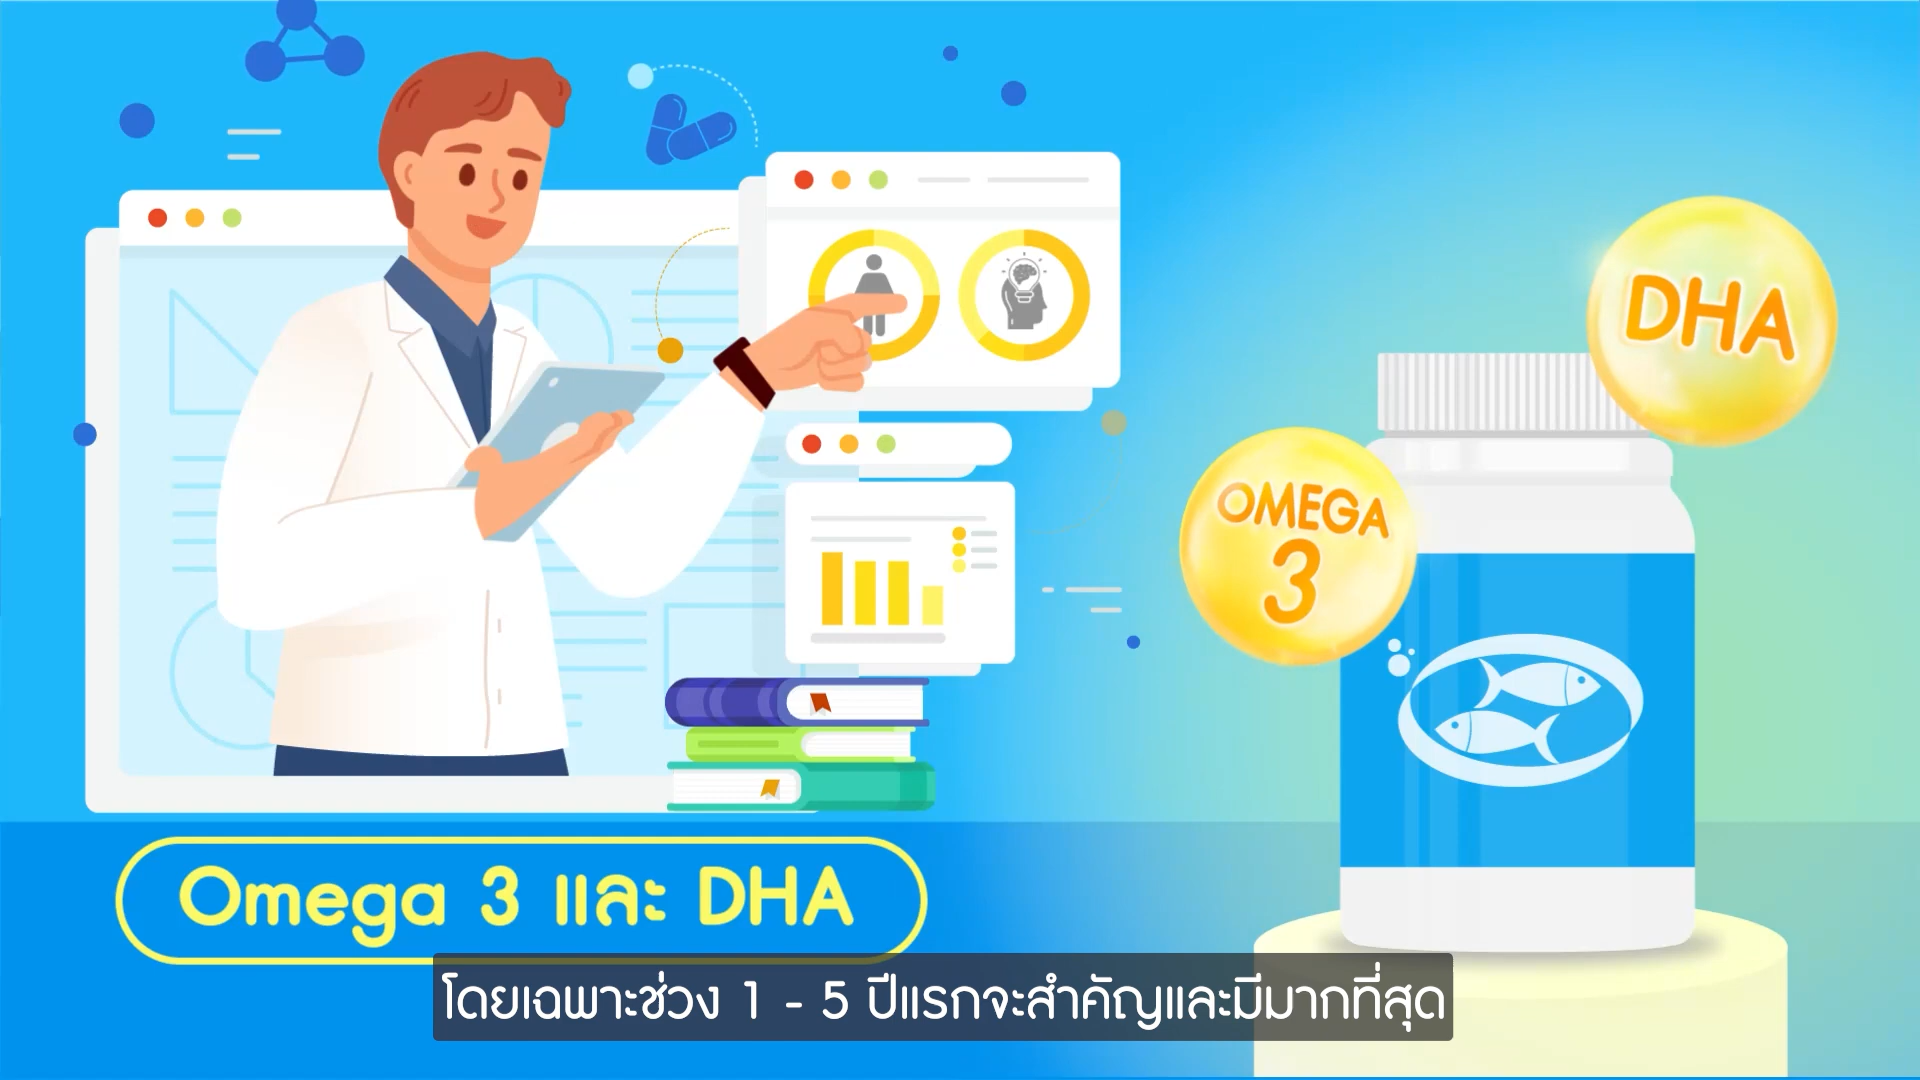 DHA
OMEGA
3
Omega 3 และ DHA
โดยเฉพาะช่วง 1 - 5 ปีแรกจะสำคัญและมีมากที่สุด